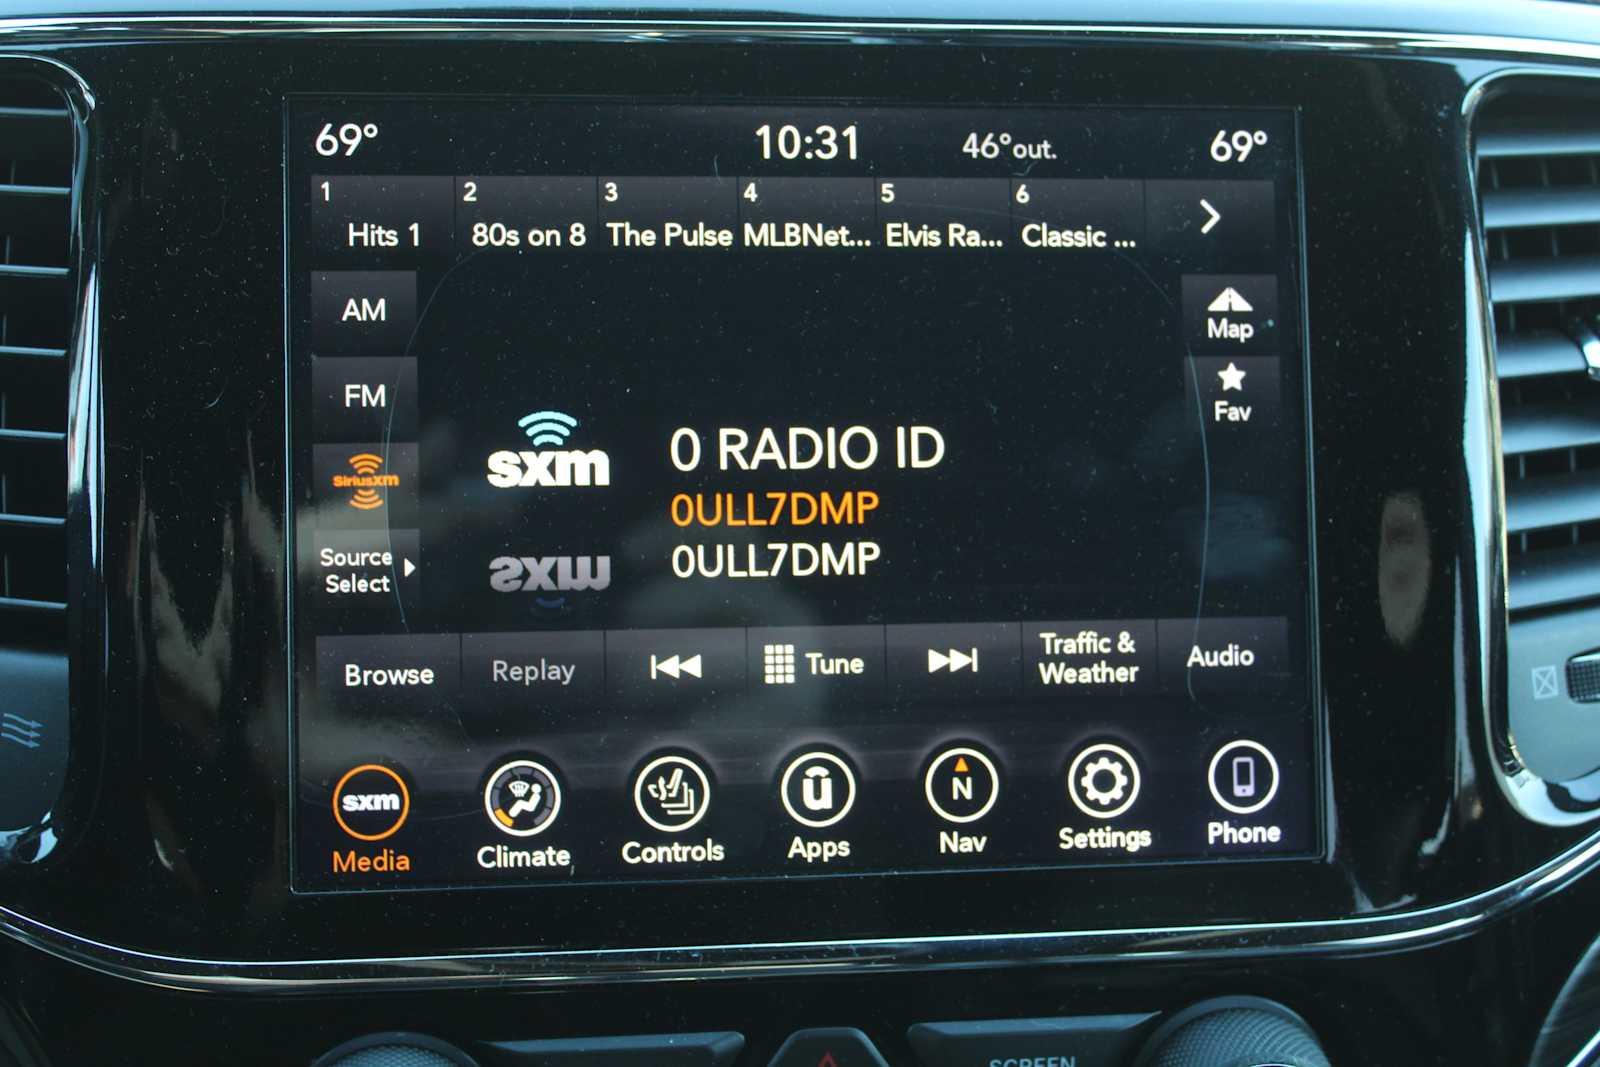 69° 10:31 46°out. 69°
1 2 3 4 5 6
Hits 1 80s on 8 The Pulse MLBNet... Elvis Ra... Classic ...
AM
Map
FM
Fav
sxm
SiriusXM
0 RADIO ID
0ULL7DMP
0ULL7DMP
Source
Select
sxm
Browse Replay Tune Traffic &
Weather Audio
sxm
Media Climate Controls Apps N Nav Settings Phone
SCREEN